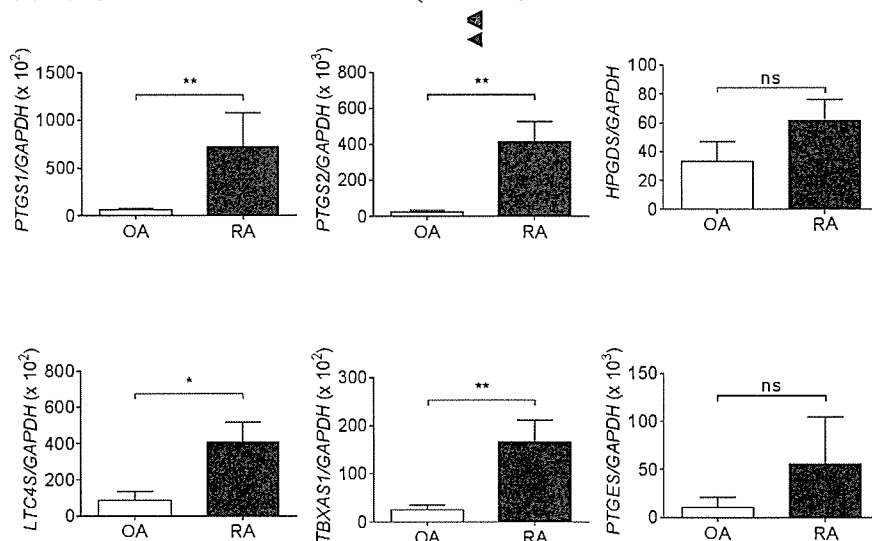 PTGS1/GAPDH (x 10²)
1500
1000
500
0
**
OA
RA
PTGS2/GAPDH (x 10³)
800
600
400
200
0
**
OA
RA
HPGDS/GAPDH
100
80
60
40
20
0
ns
OA
RA
LTC4S/GAPDH (x 10²)
800
600
400
200
0
*
OA
RA
TBXAS1/GAPDH (x 10²)
300
200
100
0
**
OA
RA
PTGES/GAPDH (x 10³)
150
100
50
0
ns
OA
RA